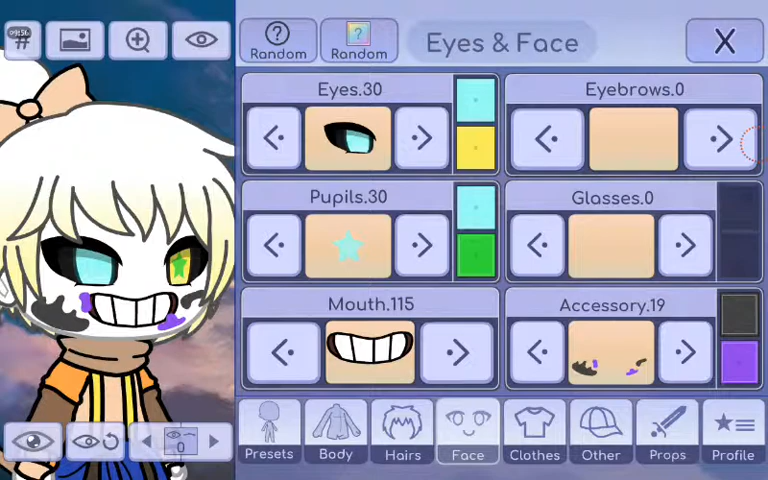 #
?
Random
?
Random
Eyes & Face
X
Eyes.30
Eyebrows.0
Pupils.30
Glasses.0
Mouth.115
Accessory.19
0
Presets
Body
Hairs
Face
Clothes
Other
Props
Profile